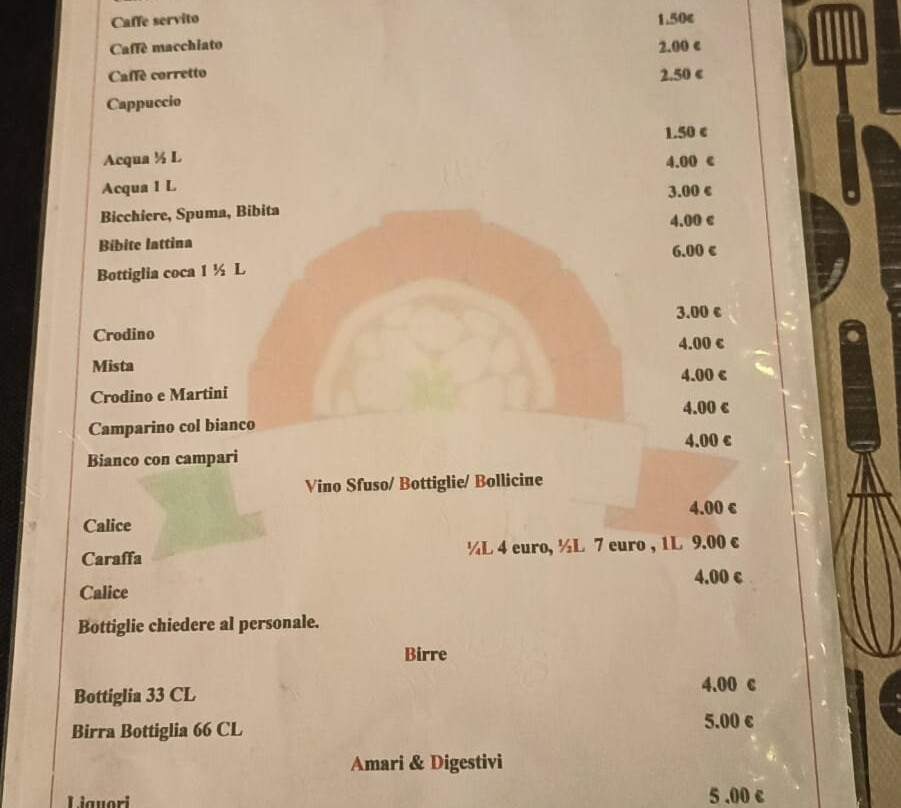 Caffe servito
Caffè macchiato 1.50€
Caffè corretto 2.00 €
Cappuccio 2.50 €
Acqua ½ L 1.50 €
Acqua 1 L 4.00 €
Bicchiere, Spuma, Bibita 3.00 €
Bibite lattina 4.00 €
Bottiglia coca 1 ½ L 6.00 €
Crodino 3.00 €
Mista 4.00 €
Crodino e Martini 4.00 €
Camparino col bianco 4.00 €
Bianco con campari 4.00 €
Vino Sfuso/ Bottiglie/ Bollicine
Calice 4.00 €
Caraffa ¼L 4 euro, ½L 7 euro , 1L 9.00 €
Calice 4.00 €
Bottiglie chiedere al personale.
Birre
Bottiglia 33 CL 4.00 €
Birra Bottiglia 66 CL 5.00 €
Amari & Digestivi
Liquori 5.00 €